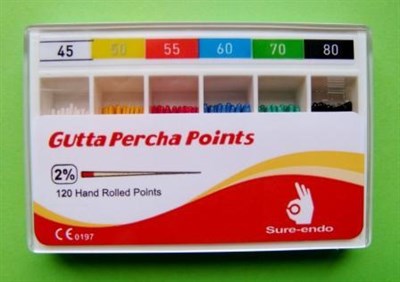 45 50 55 60 70 80
Gutta Percha Points
2%
120 Hand Rolled Points
CE 0197
Sure-endo